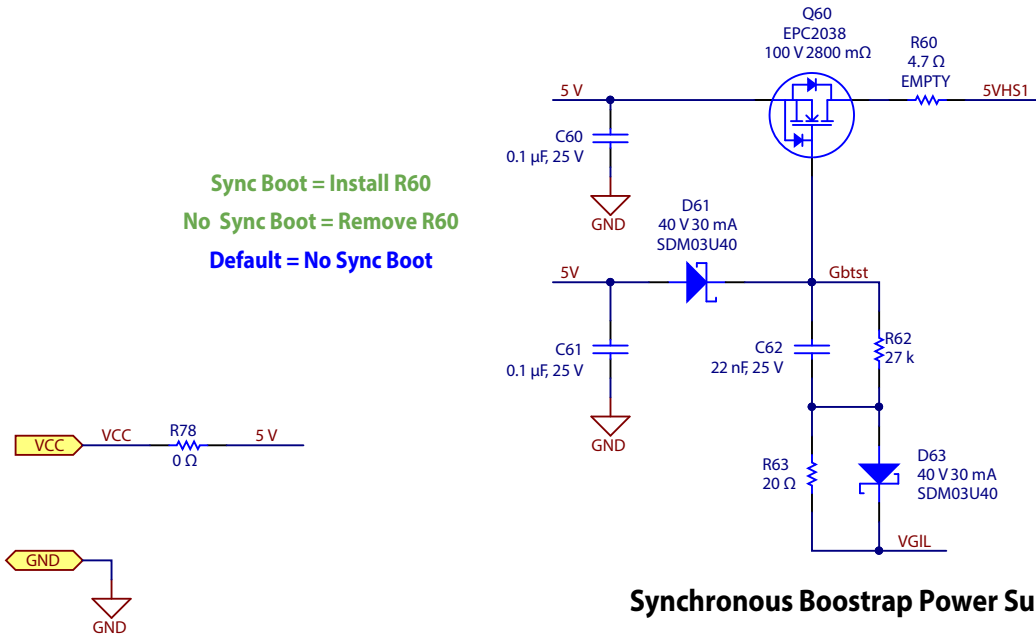 Q60
EPC2038
100 V 2800 mΩ
R60
4.7 Ω
EMPTY
5 V
5VHS1
C60
0.1 µF, 25 V
GND
Sync Boot = Install R60
No Sync Boot = Remove R60
Default = No Sync Boot
D61
40 V 30 mA
SDM03U40
5V
Gbtst
C61
0.1 µF, 25 V
GND
C62
22 nF, 25 V
R62
27 k
VCC
VCC
R78
0 Ω
5 V
R63
20 Ω
D63
40 V 30 mA
SDM03U40
VGIL
GND
GND
Synchronous Boostrap Power Su